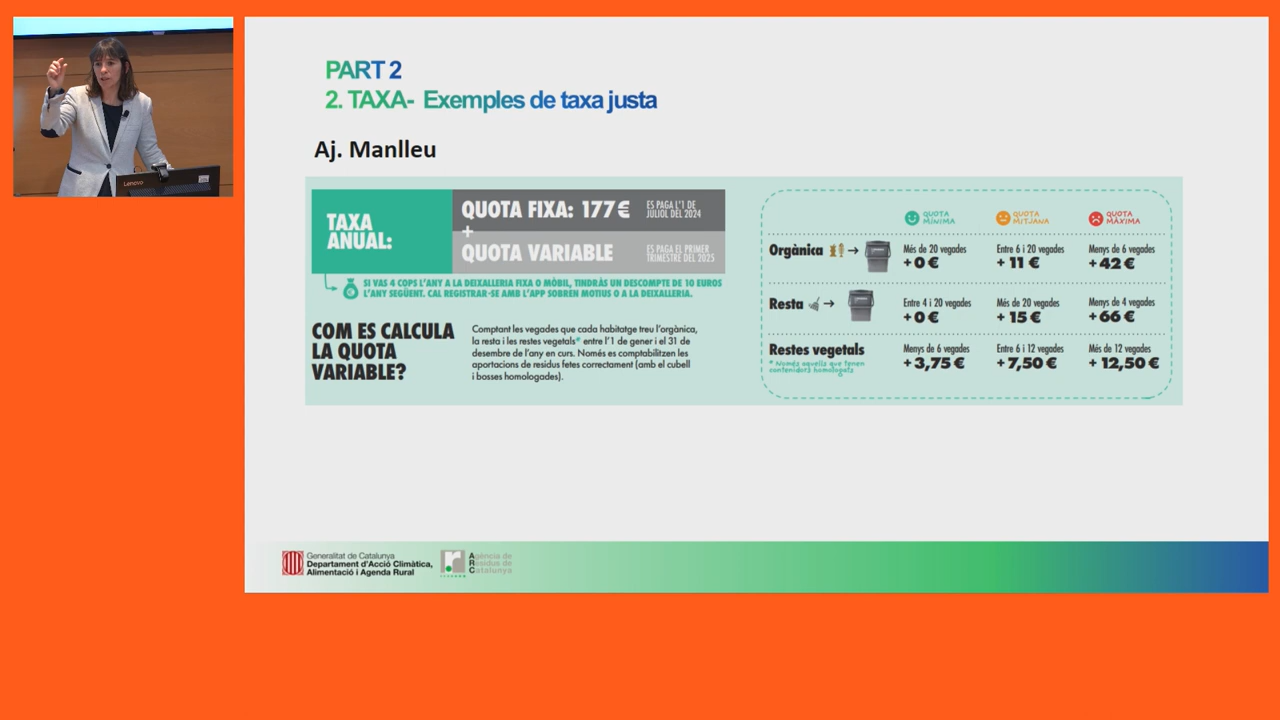 PART 2
2. TAXA- Exemples de taxa justa
Aj. Manlleu
TAXA
ANUAL:
QUOTA FIXA: 177 €
ES PAGA L'1 DE
JULIOL DEL 2024
+
QUOTA VARIABLE
ES PAGA EL PRIMER
TRIMESTRE DEL 2025
SI VAS 4 COPS L'ANY A LA DEIXALLERIA FIXA O MÒBIL, TINDRÀS UN DESCOMPTE DE 10 EUROS
L'ANY SEGÜENT. CAL REGISTRAR-SE AMB L'APP SOBREN MOTIUS O A LA DEIXALLERIA.
COM ES CALCULA
LA QUOTA
VARIABLE?
Comptant les vegades que cada habitatge treu l'orgànica,
la resta i les restes vegetals* entre l'1 de gener i el 31 de
desembre de l'any en curs. Només es comptabilitzen les
aportacions de residus fetes correctament (amb el cubell
i bosses homologades).
QUOTA
MÍNIMA
QUOTA
MITJANA
QUOTA
MÀXIMA
Orgànica
Més de 20 vegades
+ 0 €
Entre 6 i 20 vegades
+ 11 €
Menys de 6 vegades
+ 42 €
Resta
Entre 4 i 20 vegades
+ 0 €
Més de 20 vegades
+ 15 €
Menys de 4 vegades
+ 66 €
Restes vegetals
* Només aquells que tenen
contenidors homologats
Menys de 6 vegades
+ 3,75 €
Entre 6 i 12 vegades
+ 7,50 €
Més de 12 vegades
+ 12,50 €
Generalitat de Catalunya
Departament d'Acció Climàtica,
Alimentació i Agenda Rural
Agència de
Residus de
Catalunya
Lenovo